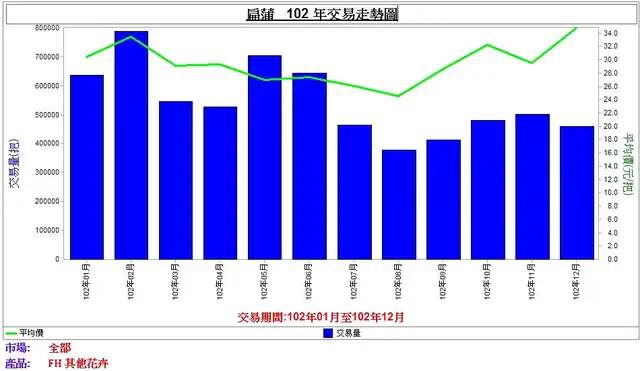 扁蒲 102 年交易走勢圖
交易量(把)
800000
700000
600000
500000
400000
300000
200000
100000
0
平均價(元/把)
34.0
32.0
30.0
28.0
26.0
24.0
22.0
20.0
18.0
16.0
14.0
12.0
10.0
8.0
6.0
4.0
2.0
0.0
102年01月
102年02月
102年03月
102年04月
102年05月
102年06月
102年07月
102年08月
102年09月
102年10月
102年11月
102年12月
交易期間:102年01月至102年12月
平均價
交易量
市場: 全部
產品: FH 其他花卉